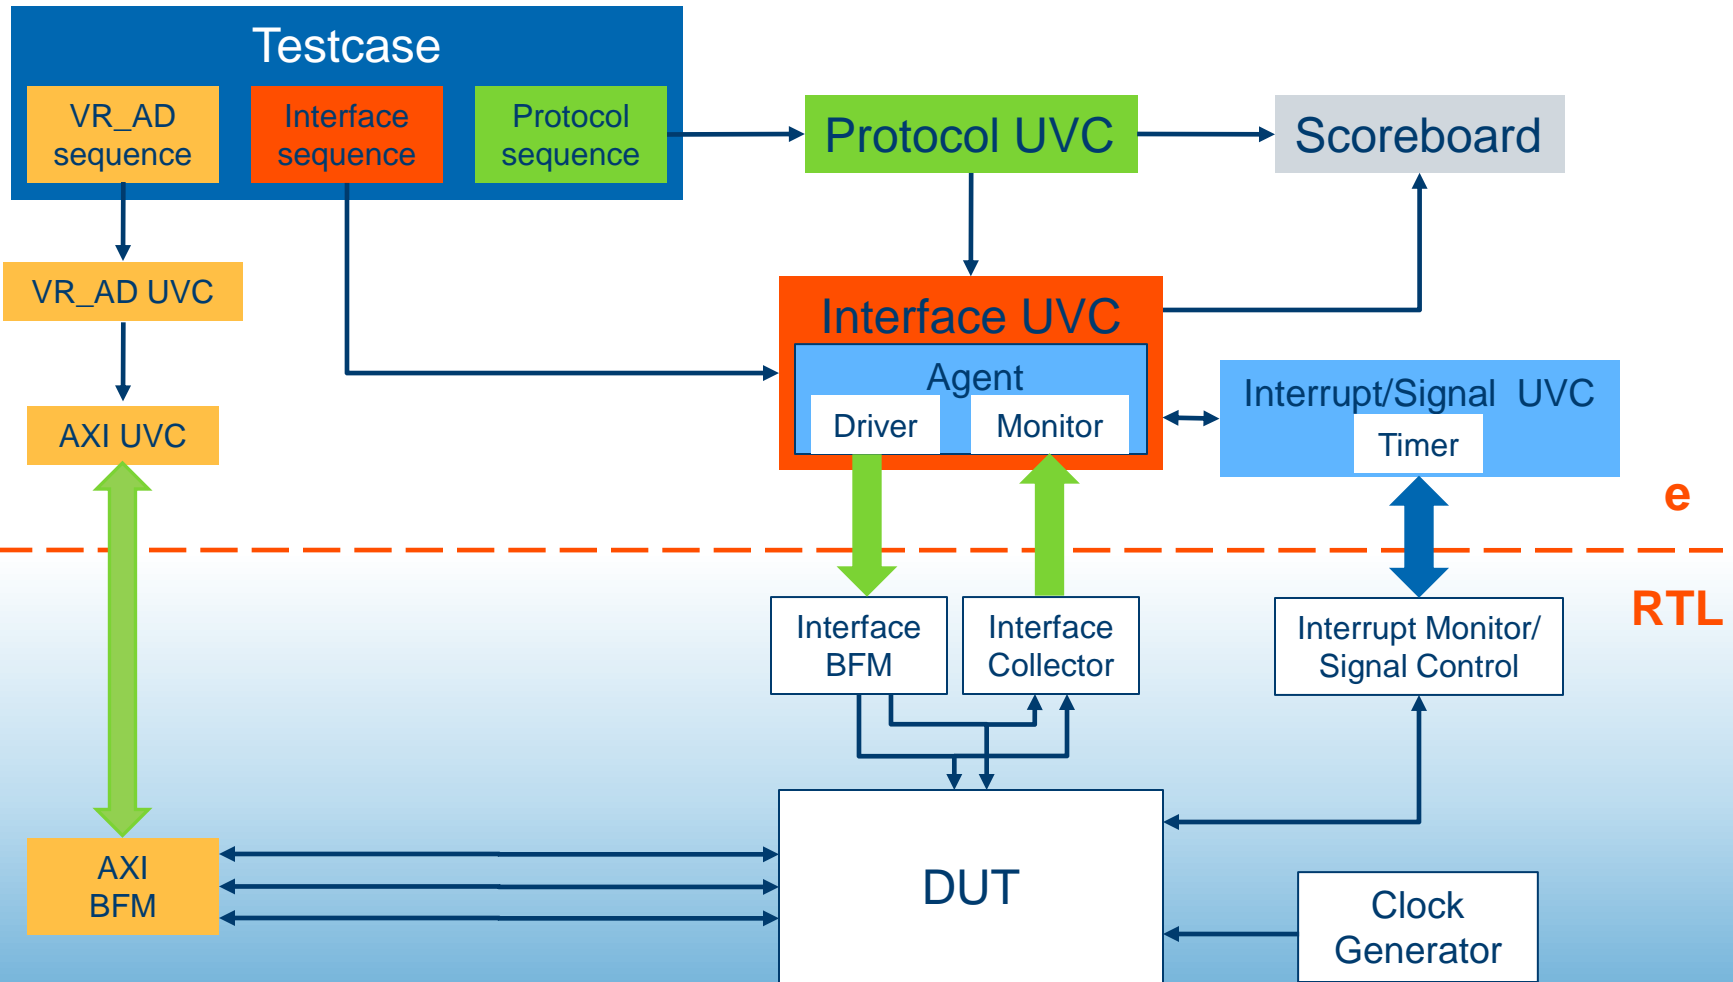 Testcase
VR_AD
sequence
Interface
sequence
Protocol
sequence
Protocol UVC
Scoreboard
VR_AD UVC
Interface UVC
Agent
Driver
Monitor
Interrupt/Signal  UVC
Timer
AXI UVC
e
RTL
Interface
BFM
Interface
Collector
Interrupt Monitor/
Signal Control
AXI
BFM
DUT
Clock
Generator